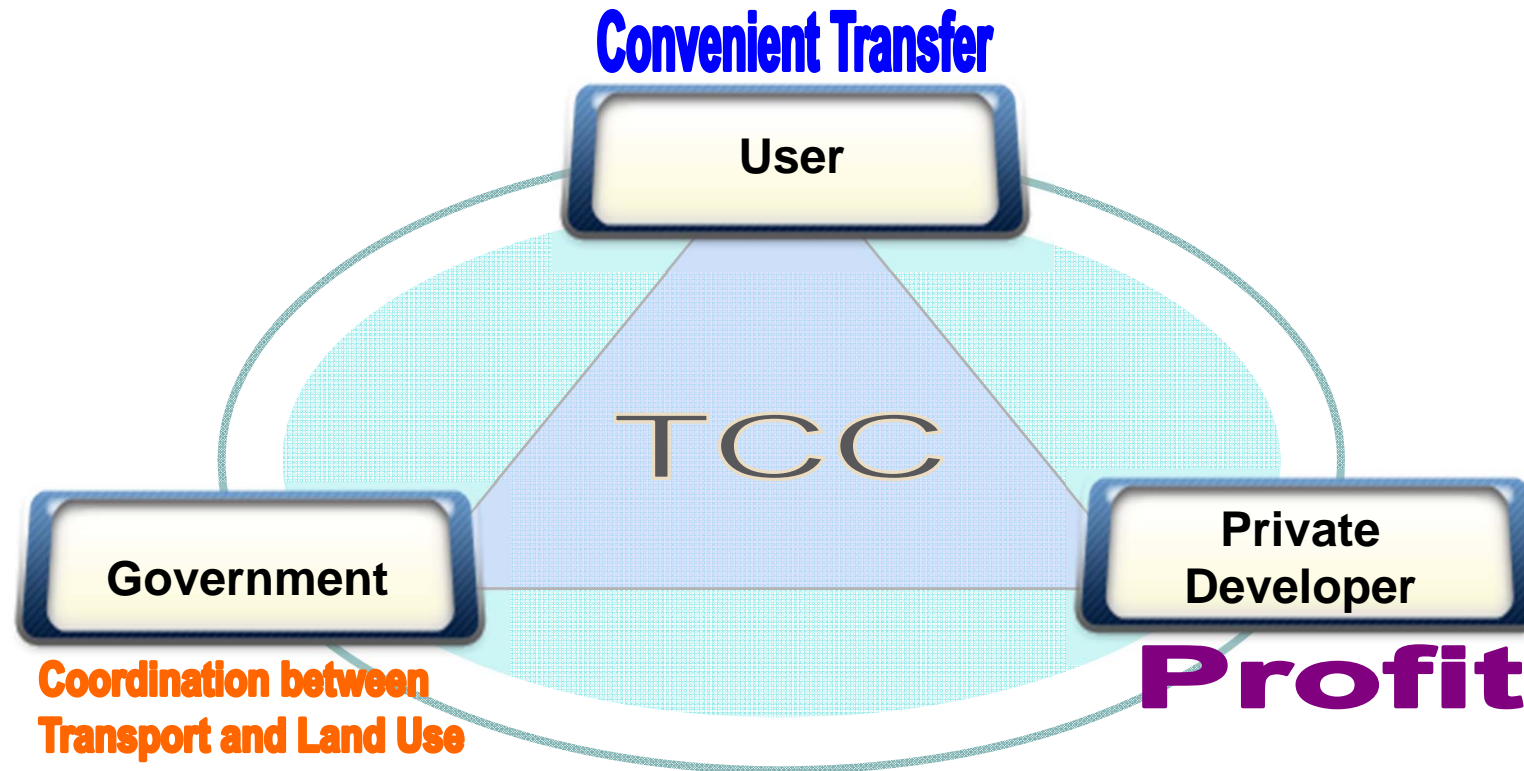 Convenient Transfer
User
TCC
Government
Private
Developer
Coordination between
Transport and Land Use
Profit